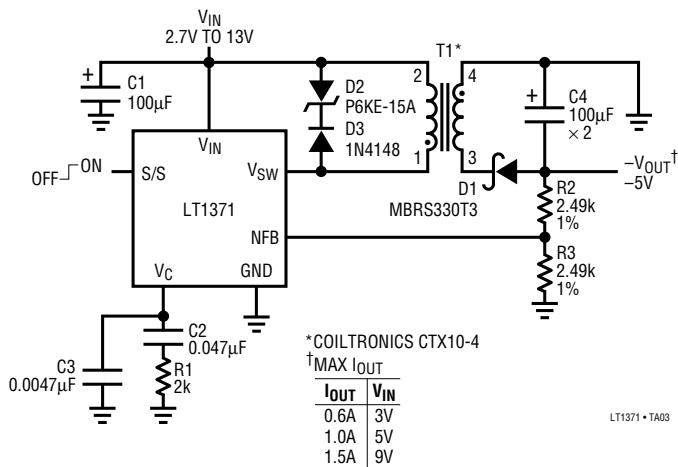 V_IN
2.7V TO 13V
T1*
+
C1
100µF
D2
P6KE-15A
D3
1N4148
2
4
1
3
+
C4
100µF
× 2
V_IN
OFF ON
S/S
V_SW
LT1371
NFB
V_C
GND
D1
MBRS330T3
–V_OUT†
–5V
R2
2.49k
1%
R3
2.49k
1%
C2
0.047µF
C3
0.0047µF
R1
2k
*COILTRONICS CTX10-4
†MAX I_OUT
I_OUT V_IN
0.6A 3V
1.0A 5V
1.5A 9V
LT1371 • TA03